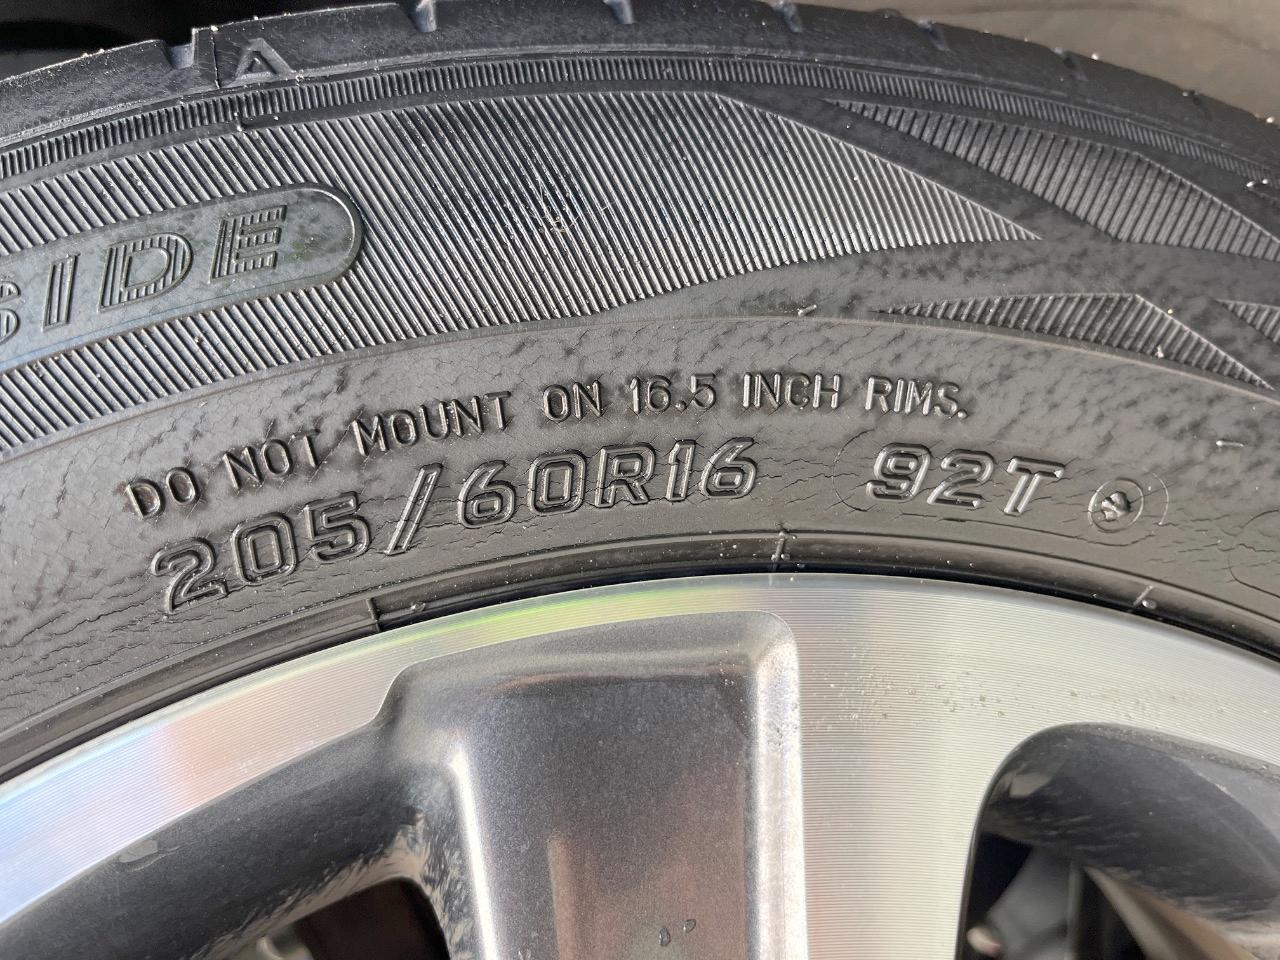 SIDE
DO NOT MOUNT ON 16.5 INCH RIMS.
205/60R16 92T